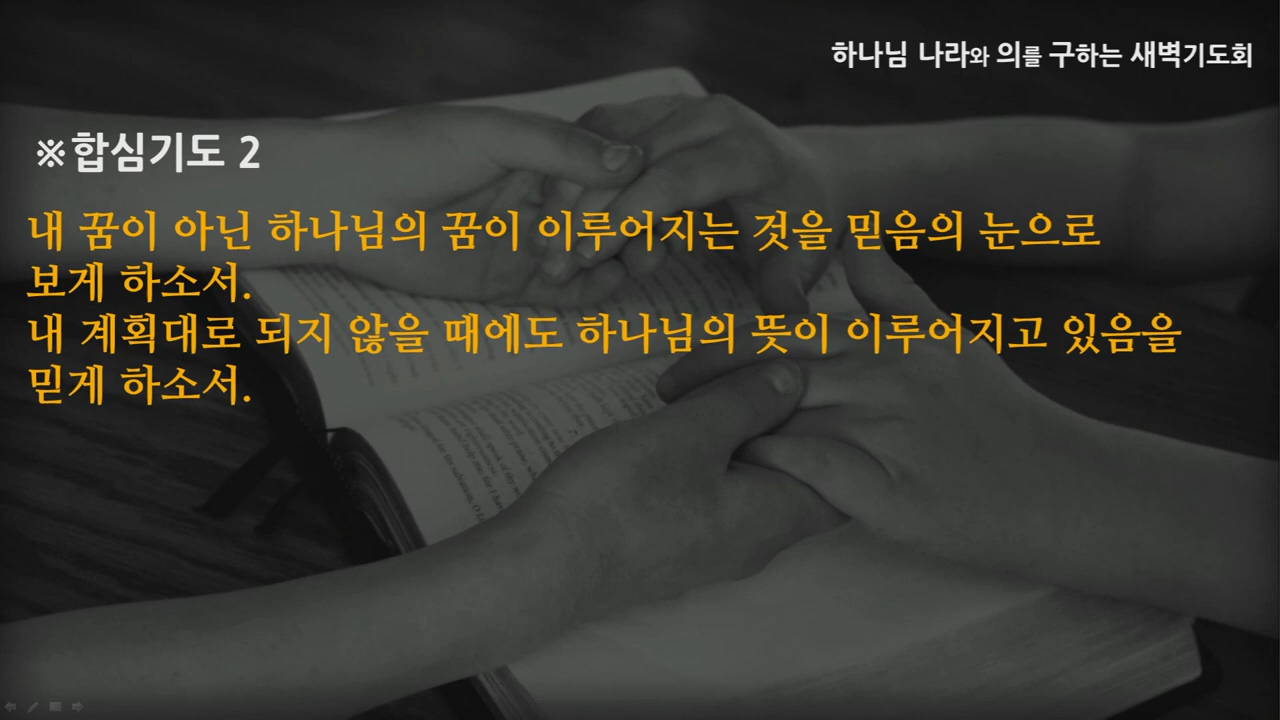 하나님 나라와 의를 구하는 새벽기도회
※합심기도 2
내 꿈이 아닌 하나님의 꿈이 이루어지는 것을 믿음의 눈으로
보게 하소서.
내 계획대로 되지 않을 때에도 하나님의 뜻이 이루어지고 있음을
믿게 하소서.